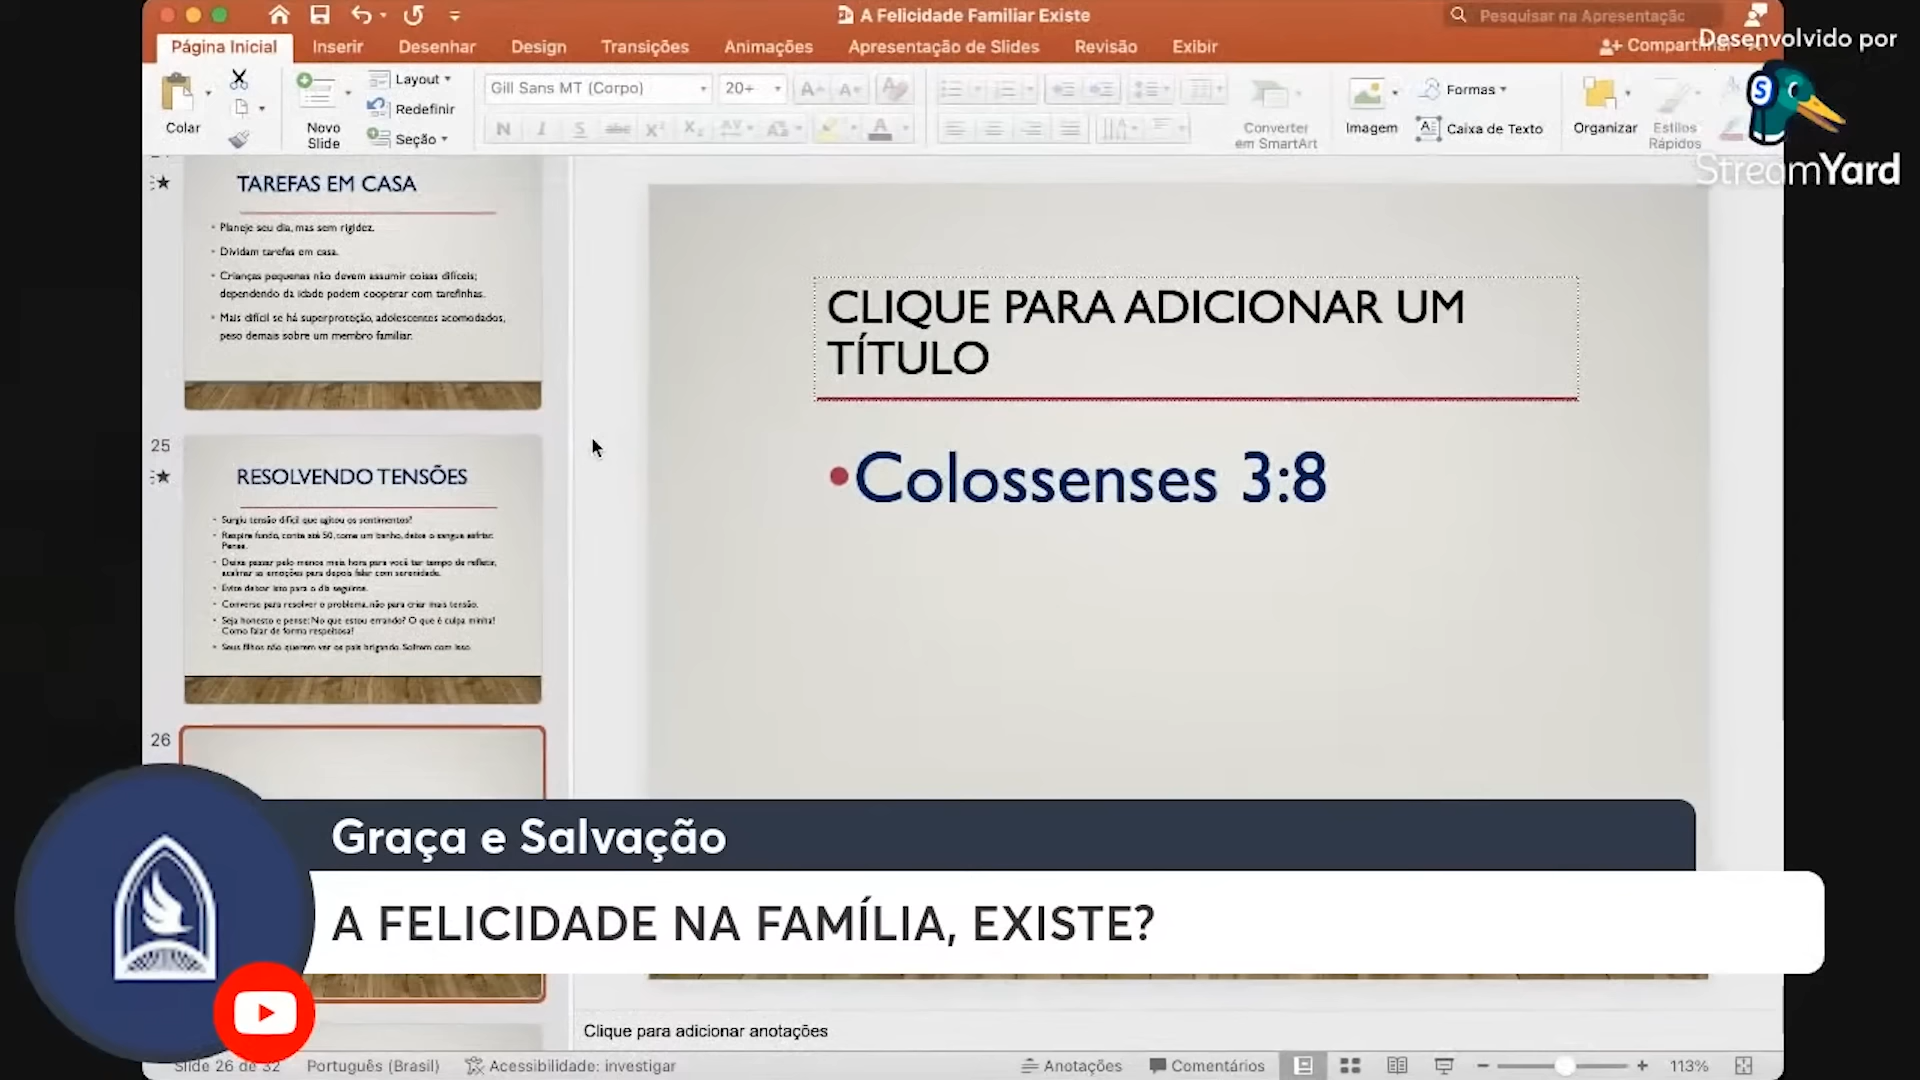 A Felicidade Familiar Existe
Pesquisar na Apresentação
Desenvolvido por
StreamYard
Página Inicial
Inserir
Desenhar
Design
Transições
Animações
Apresentação de Slides
Revisão
Exibir
Compartilhar
Colar
Novo
Slide
Layout
Redefinir
Seção
Gill Sans MT (Corpo)
20+
Converter
em SmartArt
Imagem
Formas
Caixa de Texto
Organizar
Estilos
Rápidos
TAREFAS EM CASA
• Planeje seu dia, mas sem rigidez.
• Dividam tarefas em casa.
• Crianças pequenas não devem assumir coisas difíceis;
dependendo da idade podem cooperar com tarefinhas.
• Mais difícil se há superproteção, adolescentes acomodados,
peso demais sobre um membro familiar.
25
RESOLVENDO TENSÕES
• Surgiu tensão difícil que agitou os sentimentos?
• Respire fundo, conte até 50, tome um banho, deixe o sangue esfriar.
Pense.
• Deixe passar pelo menos meia hora para você ter tempo de refletir,
acalmar as emoções para depois falar com serenidade.
• Evite deixar isto para o dia seguinte.
• Converse para resolver o problema, não para criar mais tensão.
• Seja honesto e pense: No que estou errando? O que é culpa minha?
Como falar de forma respeitosa?
• Seus filhos não querem ver os pais brigando. Sofrem com isso.
26
CLIQUE PARA ADICIONAR UM
TÍTULO
•Colossenses 3:8
Graça e Salvação
A FELICIDADE NA FAMÍLIA, EXISTE?
Clique para adicionar anotações
Slide 26 de 32
Português (Brasil)
Acessibilidade: investigar
Anotações
Comentários
113%